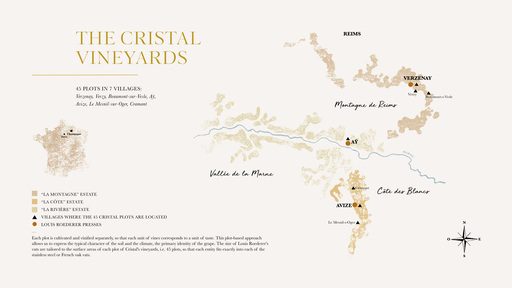 THE CRISTAL
VINEYARDS
45 PLOTS IN 7 VILLAGES:
Verzenay, Verzy, Beaumont-sur-Vesle, Aÿ,
Avize, Le Mesnil-sur-Oger, Cramant
REIMS
VERZENAY
Verzy
Beaumont-s-Vesle
Montagne de Reims
AŸ
Vallée de la Marne
Côte des Blancs
Cramant
AVIZE
Le Mesnil-s-Oger
Champagne
"LA MONTAGNE" ESTATE
"LA CÔTE" ESTATE
"LA RIVIÈRE" ESTATE
VILLAGES WHERE THE 45 CRISTAL PLOTS ARE LOCATED
LOUIS ROEDERER PRESSES
N
O
E
S
Each plot is cultivated and vinified separately, so that each unit of vines corresponds to a unit of vats. This plot-based approach
allows us to express the typical character of the soil and the climate, the primary identity of the grape. The size of Louis Roederer's
vats are tailored to the surface areas of each plot of Cristal's vineyards, i.e. 45 plots, so that each entity fits exactly into each of the
stainless steel or French oak vats.